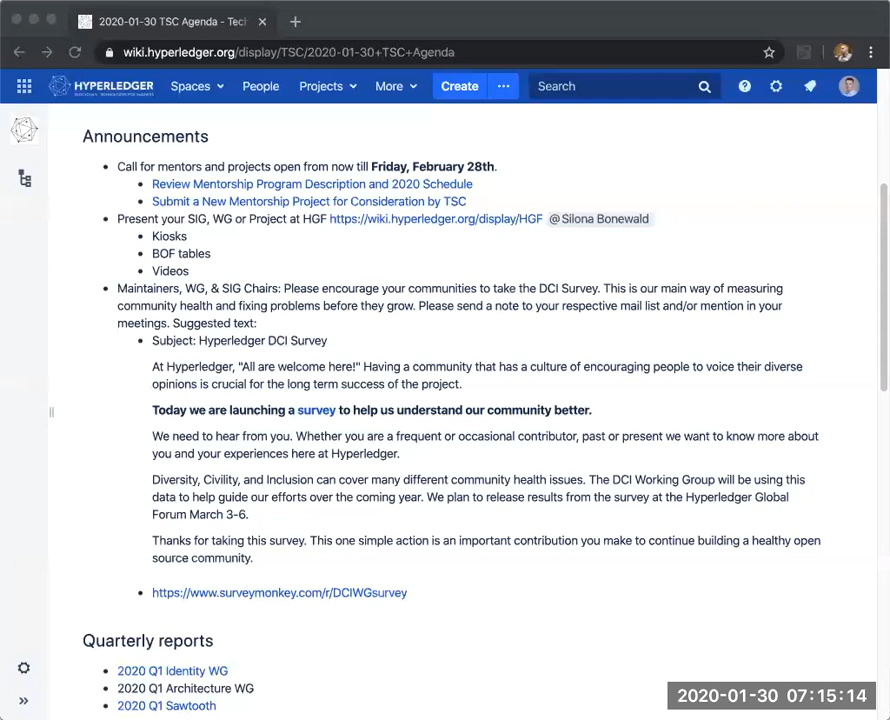 2020-01-30 TSC Agenda - Tech
wiki.hyperledger.org/display/TSC/2020-01-30+TSC+Agenda
HYPERLEDGER Spaces People Projects More Create ... Search
Announcements
Call for mentors and projects open from now till Friday, February 28th.
Review Mentorship Program Description and 2020 Schedule
Submit a New Mentorship Project for Consideration by TSC
Present your SIG, WG or Project at HGF https://wiki.hyperledger.org/display/HGF @ Silona Bonewald
Kiosks
BOF tables
Videos
Maintainers, WG, & SIG Chairs: Please encourage your communities to take the DCI Survey. This is our main way of measuring
community health and fixing problems before they grow. Please send a note to your respective mail list and/or mention in your
meetings. Suggested text:
Subject: Hyperledger DCI Survey
At Hyperledger, "All are welcome here!" Having a community that has a culture of encouraging people to voice their diverse
opinions is crucial for the long term success of the project.
Today we are launching a survey to help us understand our community better.
We need to hear from you. Whether you are a frequent or occasional contributor, past or present we want to know more about
you and your experiences here at Hyperledger.
Diversity, Civility, and Inclusion can cover many different community health issues. The DCI Working Group will be using this
data to help guide our efforts over the coming year. We plan to release results from the survey at the Hyperledger Global
Forum March 3-6.
Thanks for taking this survey. This one simple action is an important contribution you make to continue building a healthy open
source community.
https://www.surveymonkey.com/r/DCIWGsurvey
Quarterly reports
2020 Q1 Identity WG
2020 Q1 Architecture WG
2020 Q1 Sawtooth
2020-01-30 07:15:14